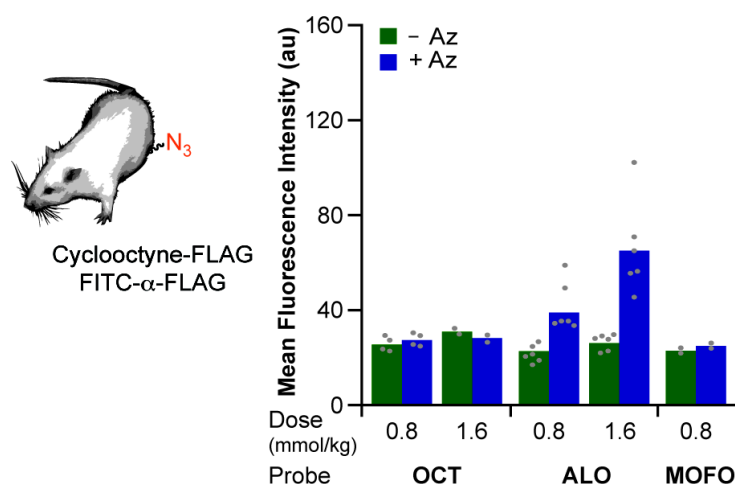 N3
Cyclooctyne-FLAG
FITC-α-FLAG
Mean Fluorescence Intensity (au)
160
120
80
40
0
− Az
+ Az
Dose
(mmol/kg)
0.8 1.6 0.8 1.6 0.8
Probe OCT ALO MOFO